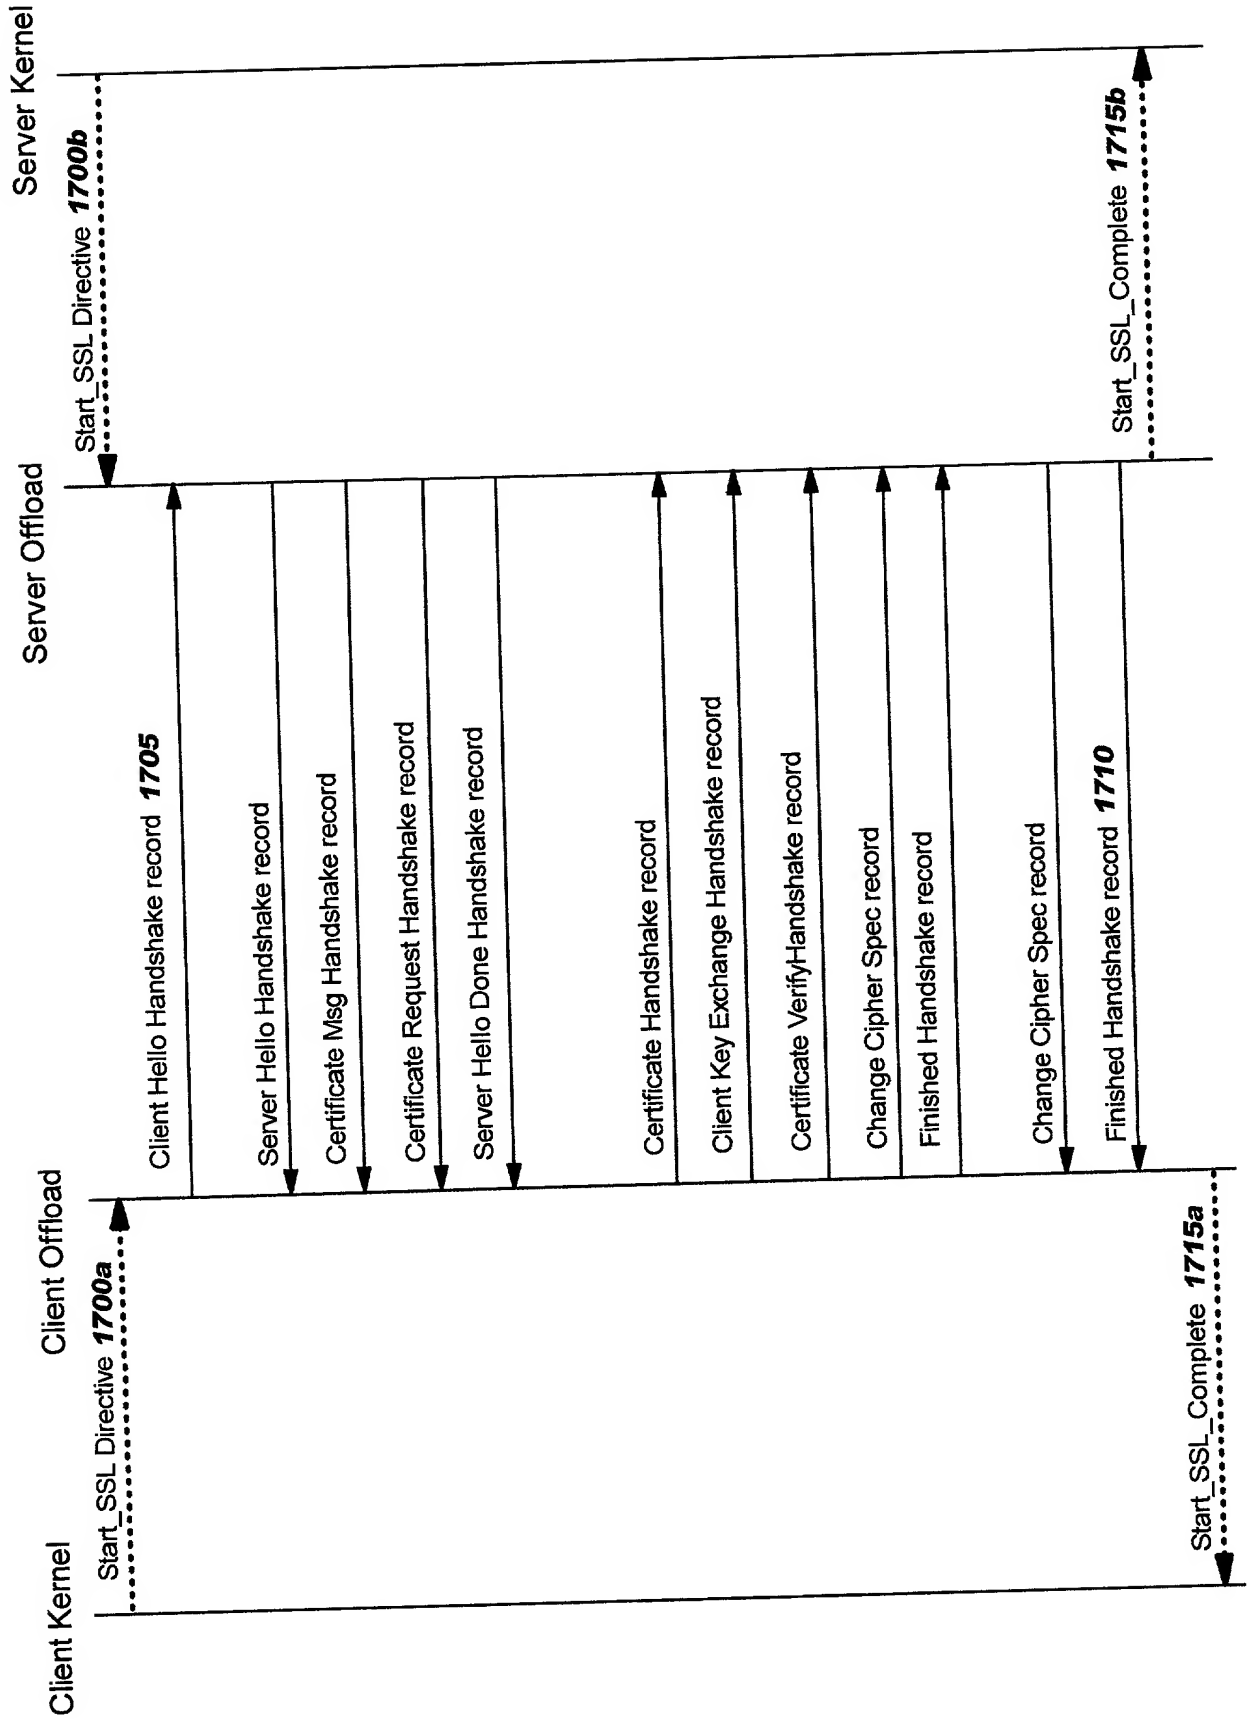 Client Kernel
Client Offload
Server Offload
Server Kernel
Start_SSL Directive 1700a
Start_SSL Directive 1700b
Client Hello Handshake record 1705
Server Hello Handshake record
Certificate Msg Handshake record
Certificate Request Handshake record
Server Hello Done Handshake record
Certificate Handshake record
Client Key Exchange Handshake record
Certificate VerifyHandshake record
Change Cipher Spec record
Finished Handshake record
Change Cipher Spec record
Finished Handshake record 1710
Start_SSL_Complete 1715b
Start_SSL_Complete 1715a